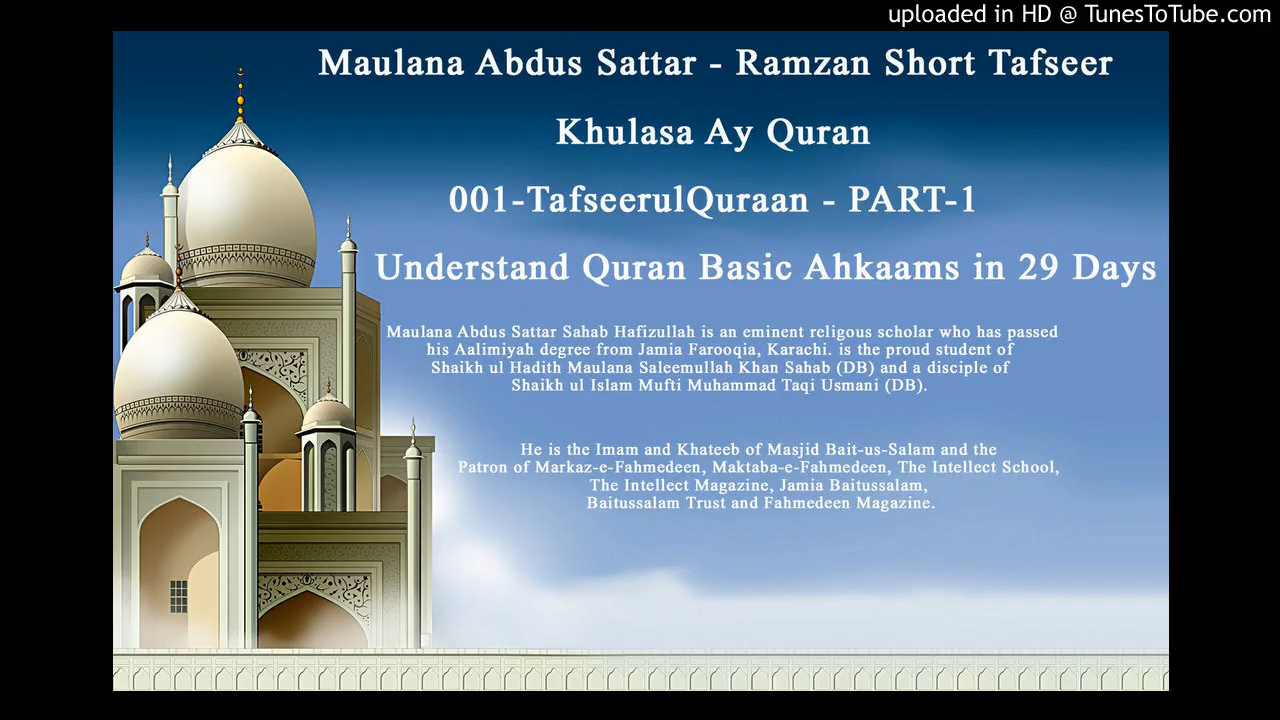 uploaded in HD @ TunesToTube.com
Maulana Abdus Sattar - Ramzan Short Tafseer
Khulasa Ay Quran
001-TafseerulQuraan - PART-1
Understand Quran Basic Ahkaams in 29 Days
Maulana Abdus Sattar Sahab Hafizullah is an eminent religous scholar who has passed
his Aalimiyah degree from Jamia Farooqia, Karachi. is the proud student of
Shaikh ul Hadith Maulana Saleemullah Khan Sahab (DB) and a disciple of
Shaikh ul Islam Mufti Muhammad Taqi Usmani (DB).
He is the Imam and Khateeb of Masjid Bait-us-Salam and the
Patron of Markaz-e-Fahmedeen, Maktaba-e-Fahmedeen, The Intellect School,
The Intellect Magazine, Jamia Baitussalam,
Baitussalam Trust and Fahmedeen Magazine.